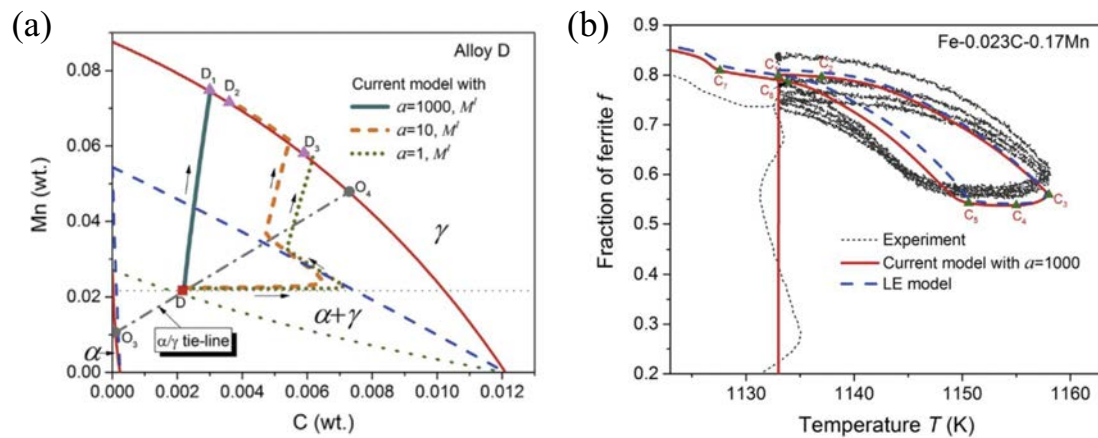 (a)
Alloy D
Current model with
a=1000, Mˡ
a=10, Mˡ
a=1, Mˡ
D₁
D₂
D₃
O₄
γ
D
α+γ
O₃
α/γ tie-line
α
Mn (wt.)
0.08
0.06
0.04
0.02
0.00
0.000 0.002 0.004 0.006 0.008 0.010 0.012
C (wt.)
(b)
Fe-0.023C-0.17Mn
C₇
C₃
C₄
C₅
Experiment
Current model with a=1000
LE model
Fraction of ferrite f
0.9
0.8
0.7
0.6
0.5
0.4
0.3
0.2
1130 1140 1150 1160
Temperature T (K)